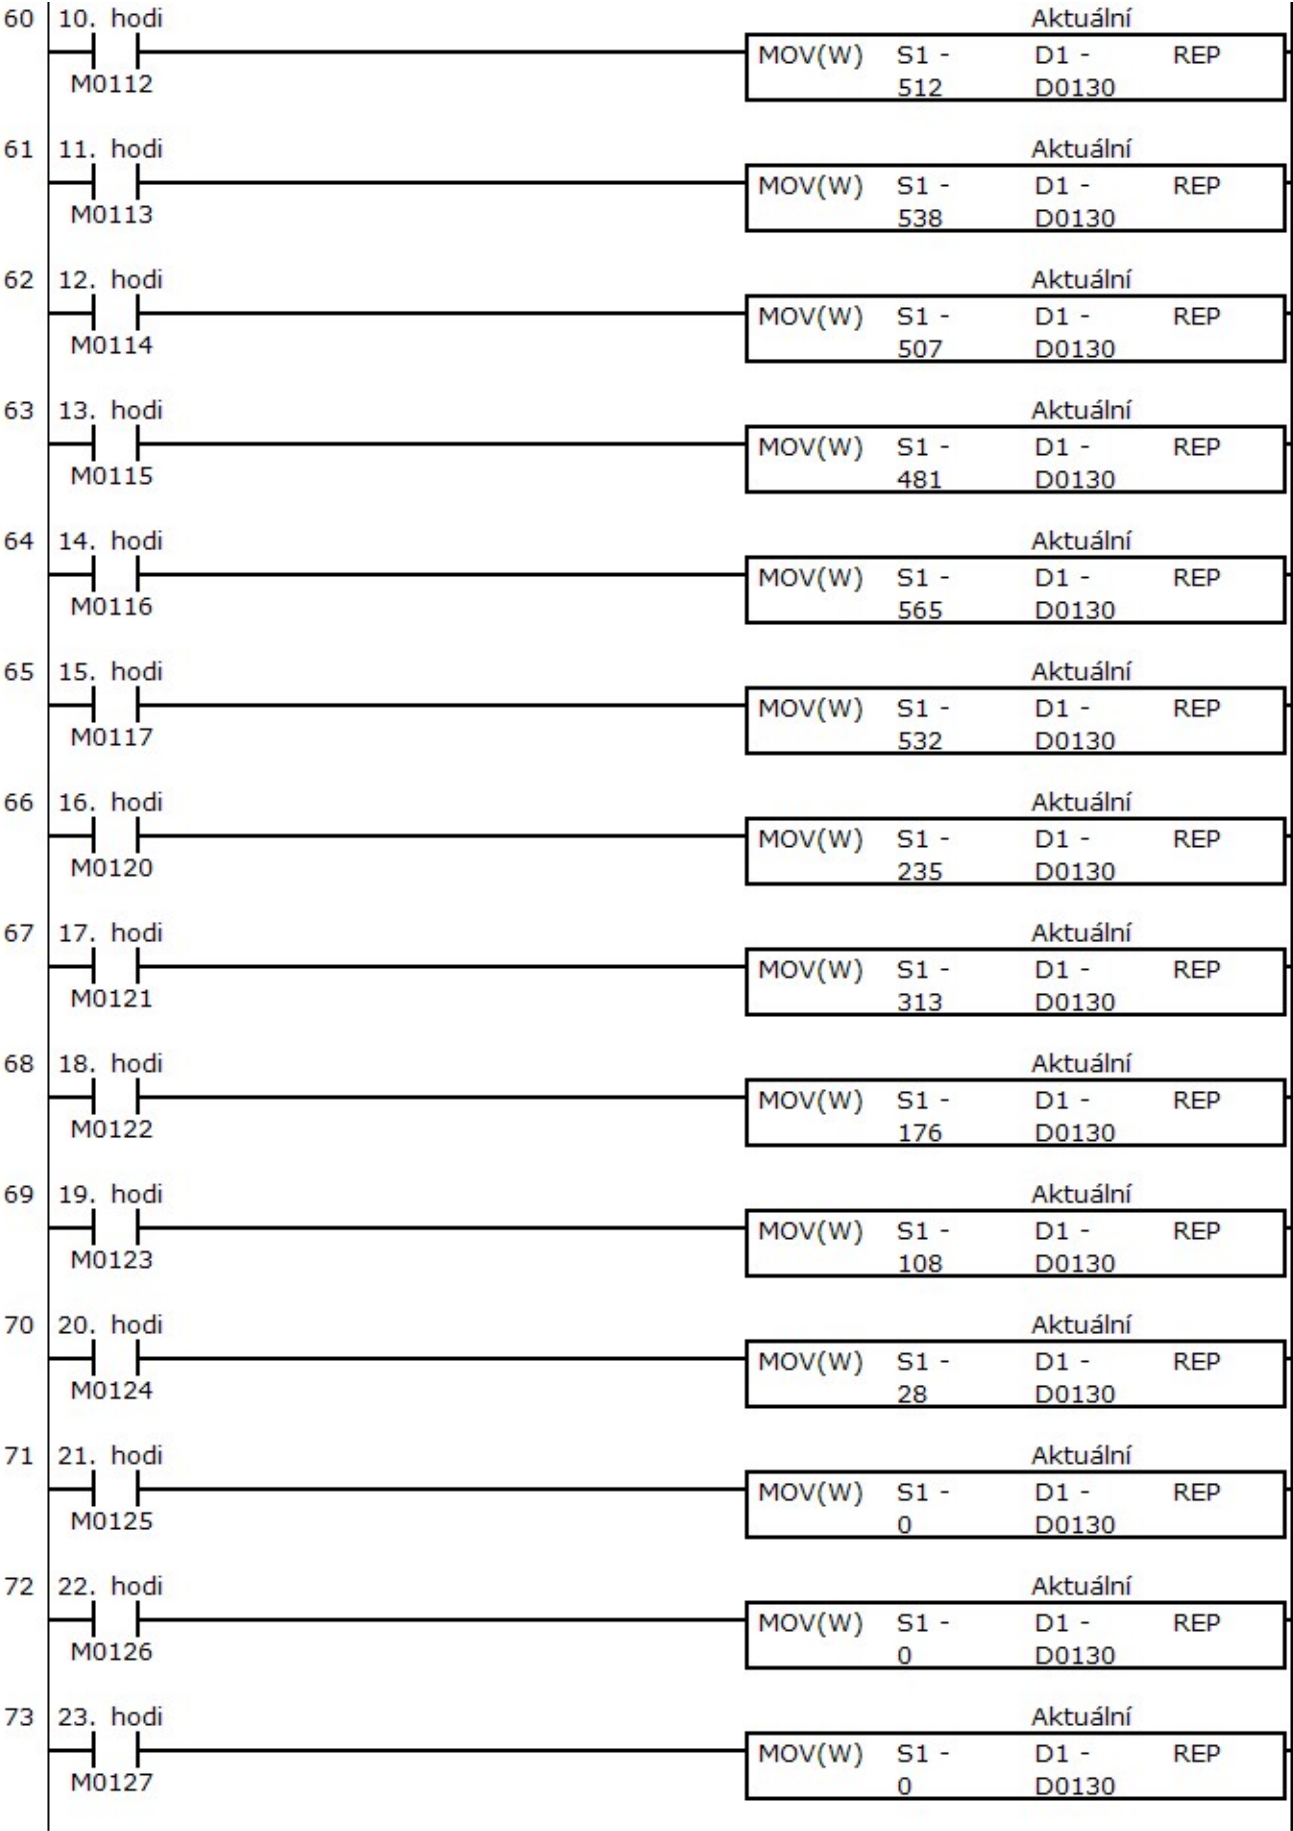 60 10. hodi Aktuální
MOV(W) S1 - D1 - REP
M0112 512 D0130
61 11. hodi Aktuální
MOV(W) S1 - D1 - REP
M0113 538 D0130
62 12. hodi Aktuální
MOV(W) S1 - D1 - REP
M0114 507 D0130
63 13. hodi Aktuální
MOV(W) S1 - D1 - REP
M0115 481 D0130
64 14. hodi Aktuální
MOV(W) S1 - D1 - REP
M0116 565 D0130
65 15. hodi Aktuální
MOV(W) S1 - D1 - REP
M0117 532 D0130
66 16. hodi Aktuální
MOV(W) S1 - D1 - REP
M0120 235 D0130
67 17. hodi Aktuální
MOV(W) S1 - D1 - REP
M0121 313 D0130
68 18. hodi Aktuální
MOV(W) S1 - D1 - REP
M0122 176 D0130
69 19. hodi Aktuální
MOV(W) S1 - D1 - REP
M0123 108 D0130
70 20. hodi Aktuální
MOV(W) S1 - D1 - REP
M0124 28 D0130
71 21. hodi Aktuální
MOV(W) S1 - D1 - REP
M0125 0 D0130
72 22. hodi Aktuální
MOV(W) S1 - D1 - REP
M0126 0 D0130
73 23. hodi Aktuální
MOV(W) S1 - D1 - REP
M0127 0 D0130